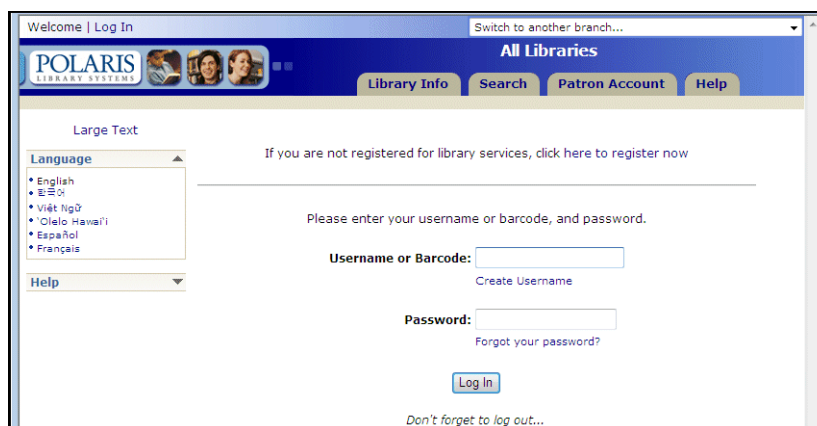 Welcome | Log In
Switch to another branch...
POLARIS
LIBRARY SYSTEMS
All Libraries
Library Info
Search
Patron Account
Help
Large Text
Language
English
한국어
Việt Ngữ
'Olelo Hawai'i
Español
Français
Help
If you are not registered for library services, click here to register now
Please enter your username or barcode, and password.
Username or Barcode:
Create Username
Password:
Forgot your password?
Log In
Don't forget to log out...